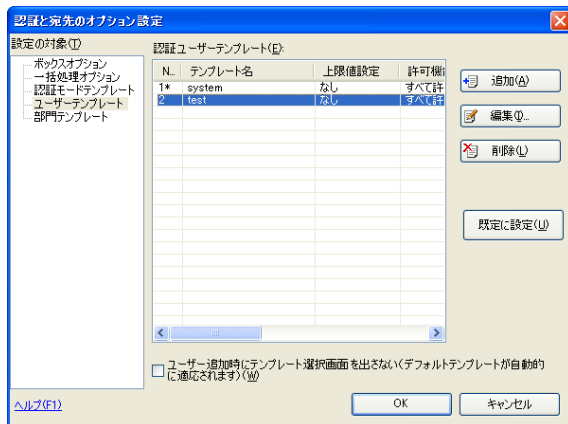 認証と宛先のオプション設定
設定の対象(T)
ボックスオプション
一括処理オプション
認証モードテンプレート
ユーザーテンプレート
部門テンプレート
認証ユーザーテンプレート(E):
N.. テンプレート名 上限値設定 許可機
1* system なし すべて許
2 test なし すべて許
追加(A)
編集(I)...
削除(L)
既定に設定(U)
ユーザー追加時にテンプレート選択画面を出さない(デフォルトテンプレートが自動的
に適応されます)(W)
ヘルプ(F1)
OK
キャンセル